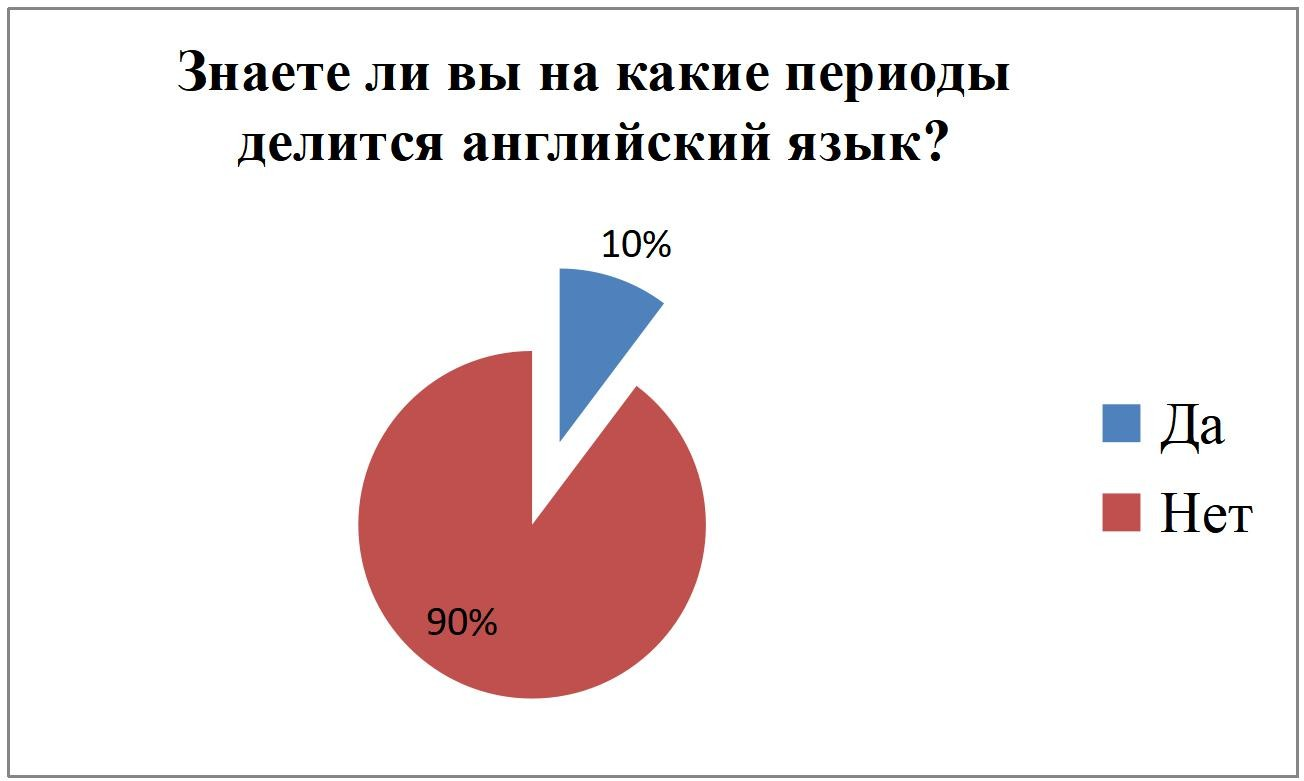 Знаете ли вы на какие периоды
делится английский язык?
10%
90%
Да
Нет